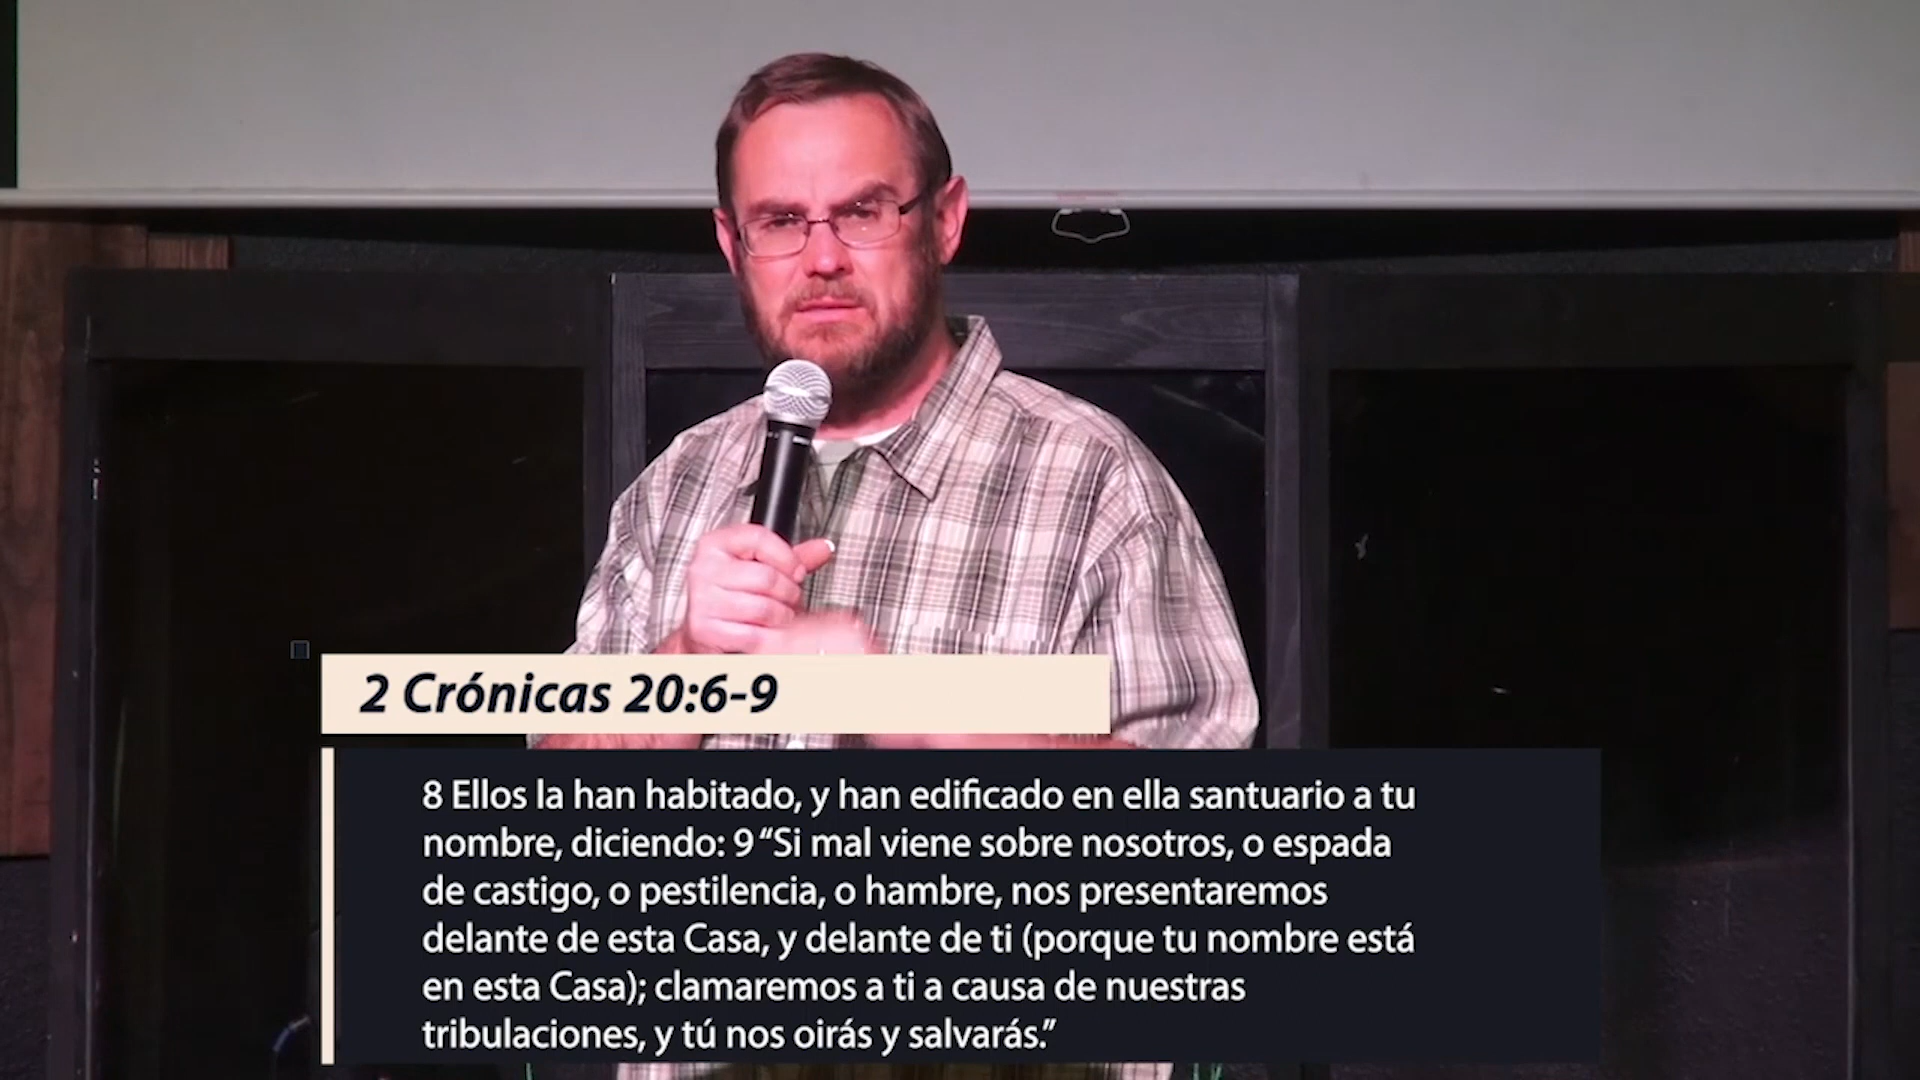 2 Crónicas 20:6-9
8 Ellos la han habitado, y han edificado en ella santuario a tu
nombre, diciendo: 9 “Si mal viene sobre nosotros, o espada
de castigo, o pestilencia, o hambre, nos presentaremos
delante de esta Casa, y delante de ti (porque tu nombre está
en esta Casa); clamaremos a ti a causa de nuestras
tribulaciones, y tú nos oirás y salvarás.”